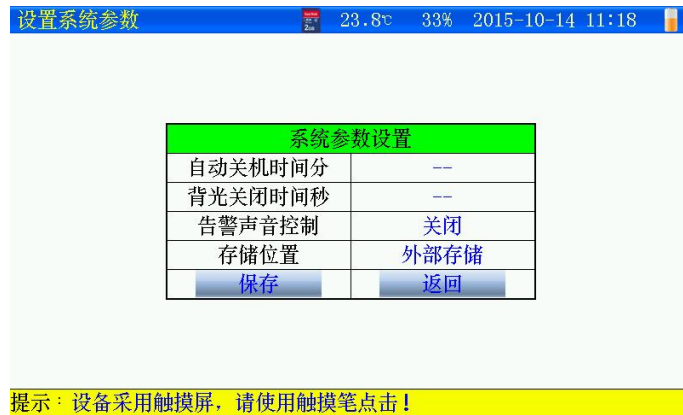 设置系统参数 23.8℃ 33% 2015-10-14 11:18
系统参数设置
自动关机时间分 --
背光关闭时间秒 --
告警声音控制 关闭
存储位置 外部存储
保存 返回
提示：设备采用触摸屏，请使用触摸笔点击！